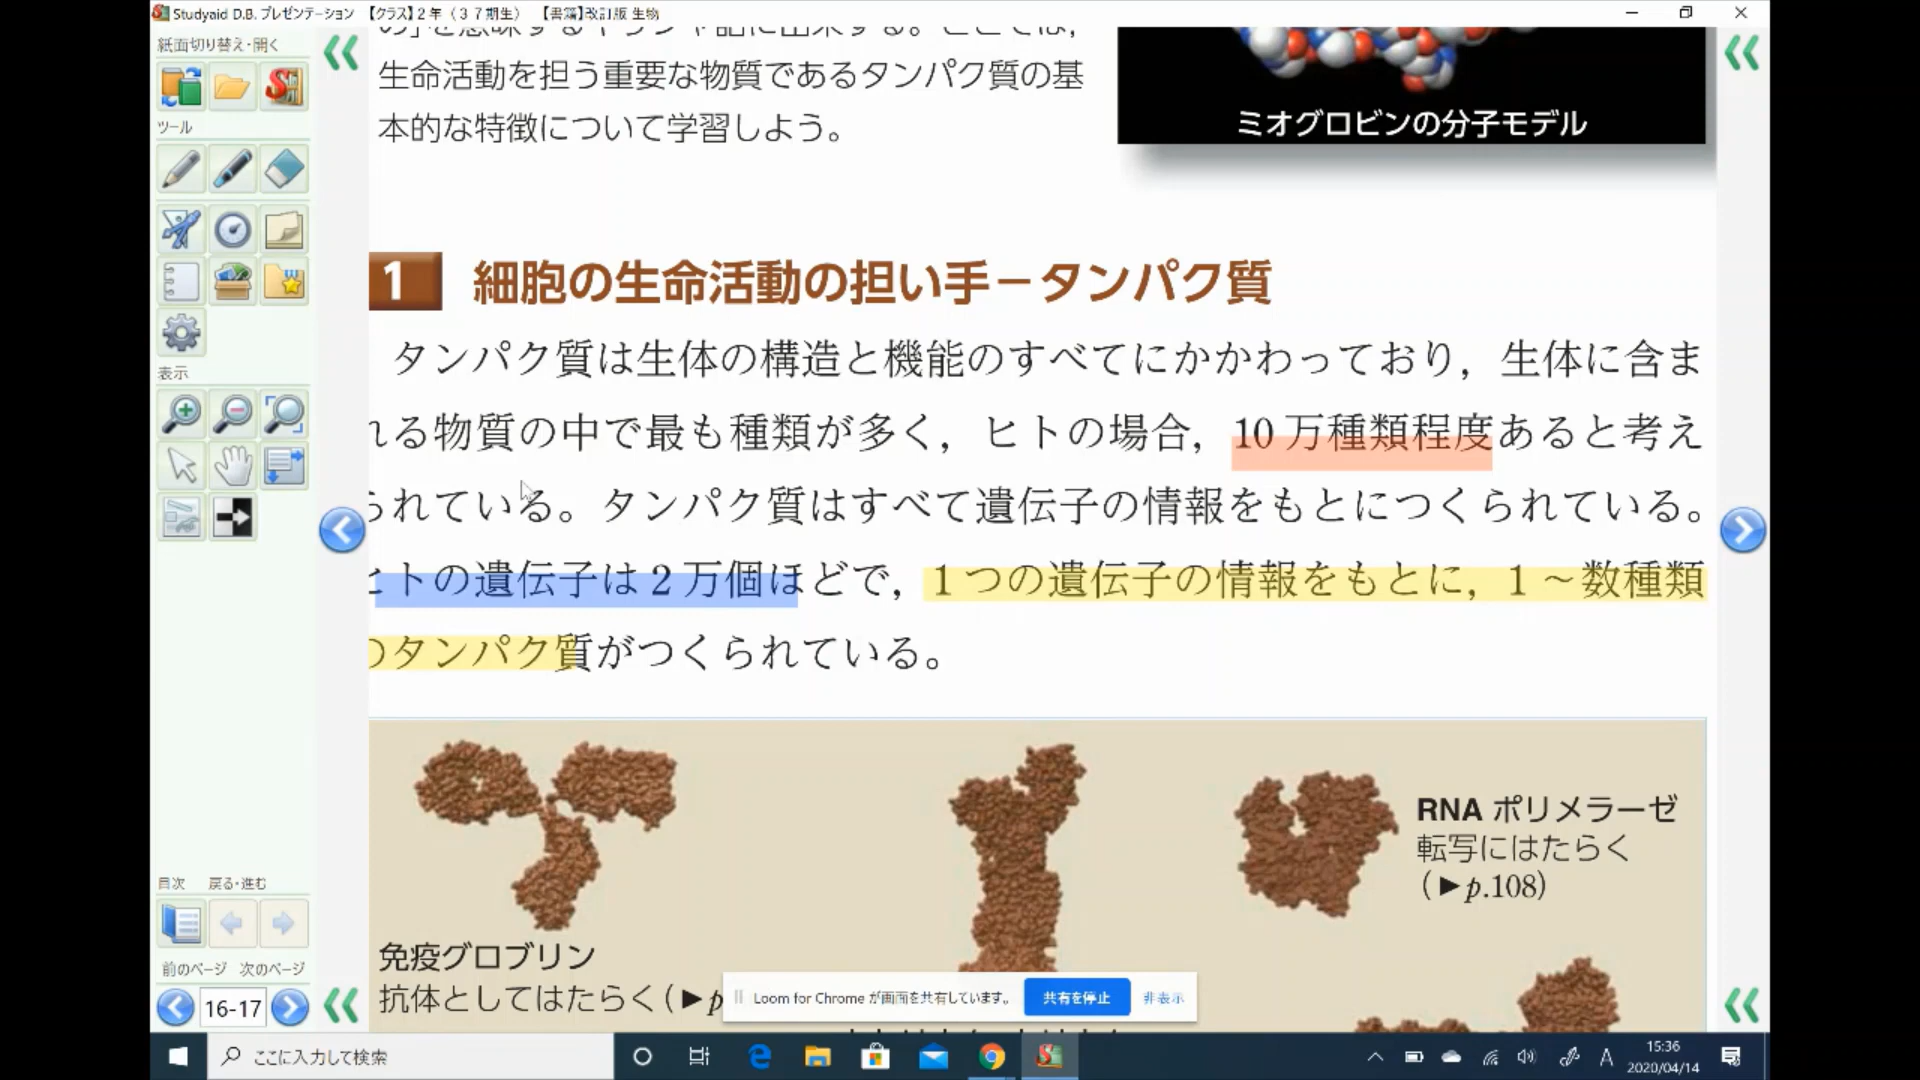 Studyaid D.B. プレゼンテーション 【クラス】２年（３７期生） 【書籍】改訂版 生物
紙面切り替え・開く
ツール
表示
目次 戻る・進む
前のページ 次のページ
16-17
生命活動を担う重要な物質であるタンパク質の基
本的な特徴について学習しよう。
ミオグロビンの分子モデル
1 細胞の生命活動の担い手－タンパク質
タンパク質は生体の構造と機能のすべてにかかわっており，生体に含ま
れる物質の中で最も種類が多く，ヒトの場合，10 万種類程度あると考え
られている。タンパク質はすべて遺伝子の情報をもとにつくられている。
ヒトの遺伝子は 2 万個ほどで，1 つの遺伝子の情報をもとに，1 ～数種類
のタンパク質がつくられている。
RNA ポリメラーゼ
転写にはたらく
(▶p.108)
免疫グロブリン
抗体としてはたらく(▶p
Loom for Chrome が画面を共有しています。 共有を停止 非表示
ここに入力して検索
A
15:36
2020/04/14